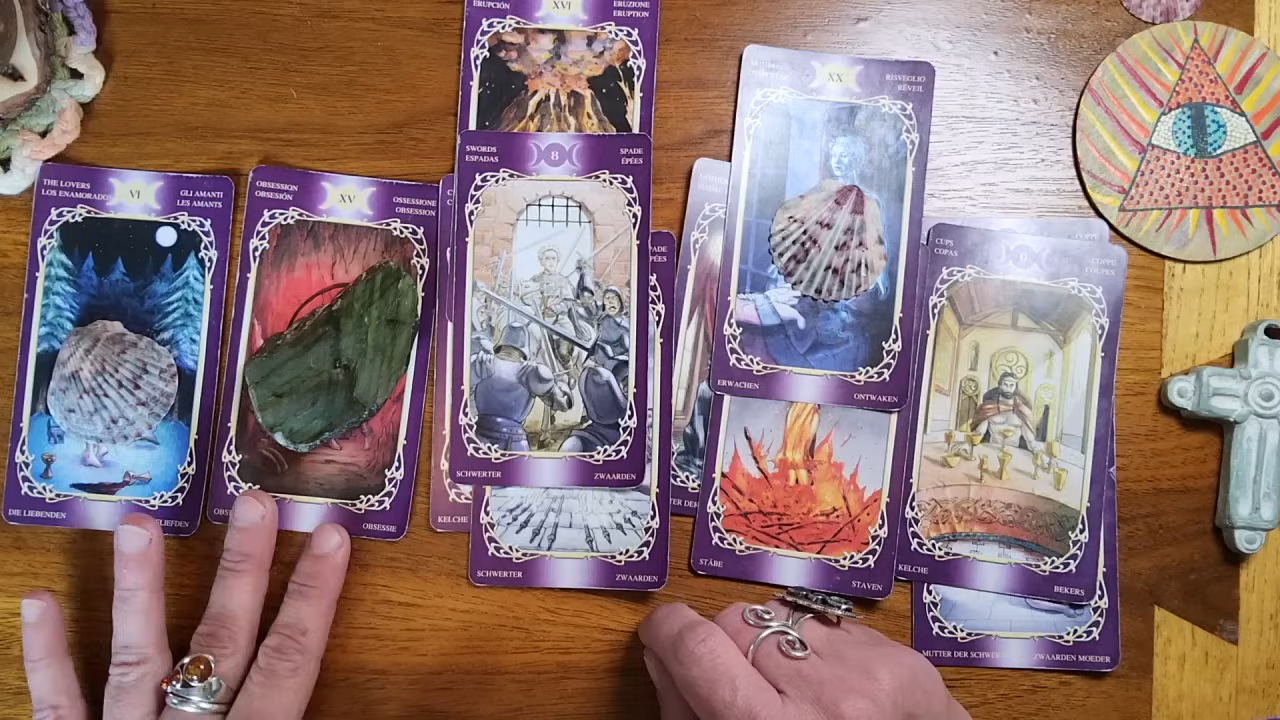 ERUPCIÓN
XVI
ERUZIONE
ERUPTION
THE LOVERS
LOS ENAMORADOS
VI
GLI AMANTI
LES AMANTS
DIE LIEBENDEN
OBSESSION
OBSESIÓN
XV
OSSESSIONE
OBSESSION
OBSESSIE
SWORDS
ESPADAS
8
SPADE
ÉPÉES
SCHWERTER
ZWAARDEN
KELCHE
SCHWERTER
ZWAARDEN
XX
RISVEGLIO
RÉVEIL
ERWACHEN
ONTWAKEN
STÄBE
STAVEN
CUPS
COPAS
COPPE
COUPES
KELCHE
BEKERS
MUTTER DER
ZWAARDEN MOEDER